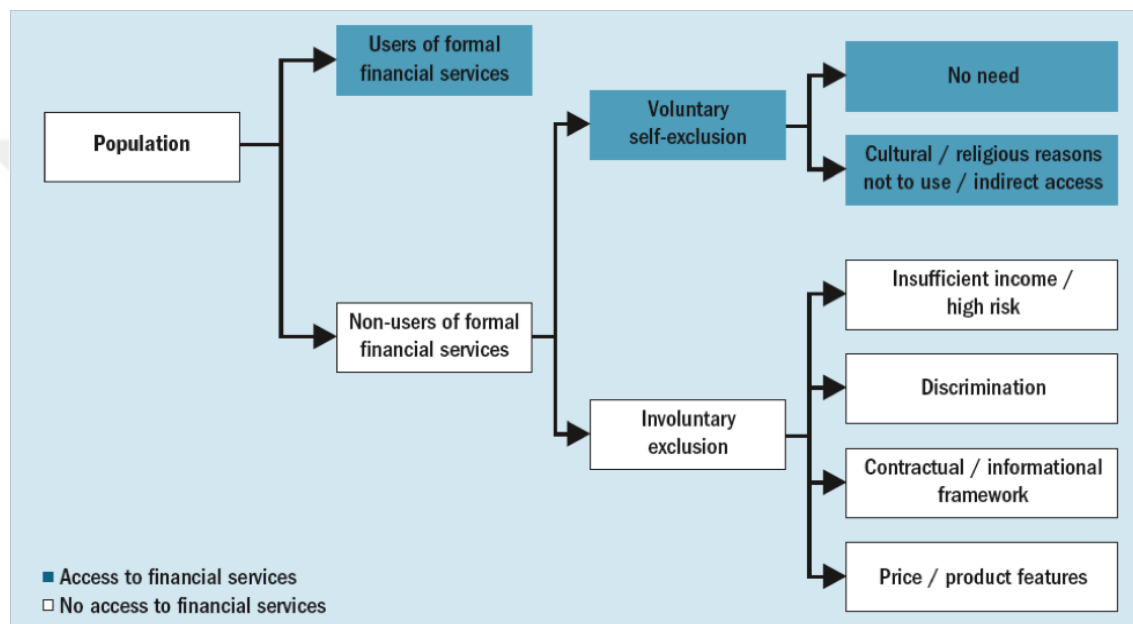 Users of formal
financial services
No need
Voluntary
self-exclusion
Population
Cultural / religious reasons
not to use / indirect access
Insufficient income /
high risk
Non-users of formal
financial services
Discrimination
Involuntary
exclusion
Contractual / informational
framework
Price / product features
Access to financial services
No access to financial services